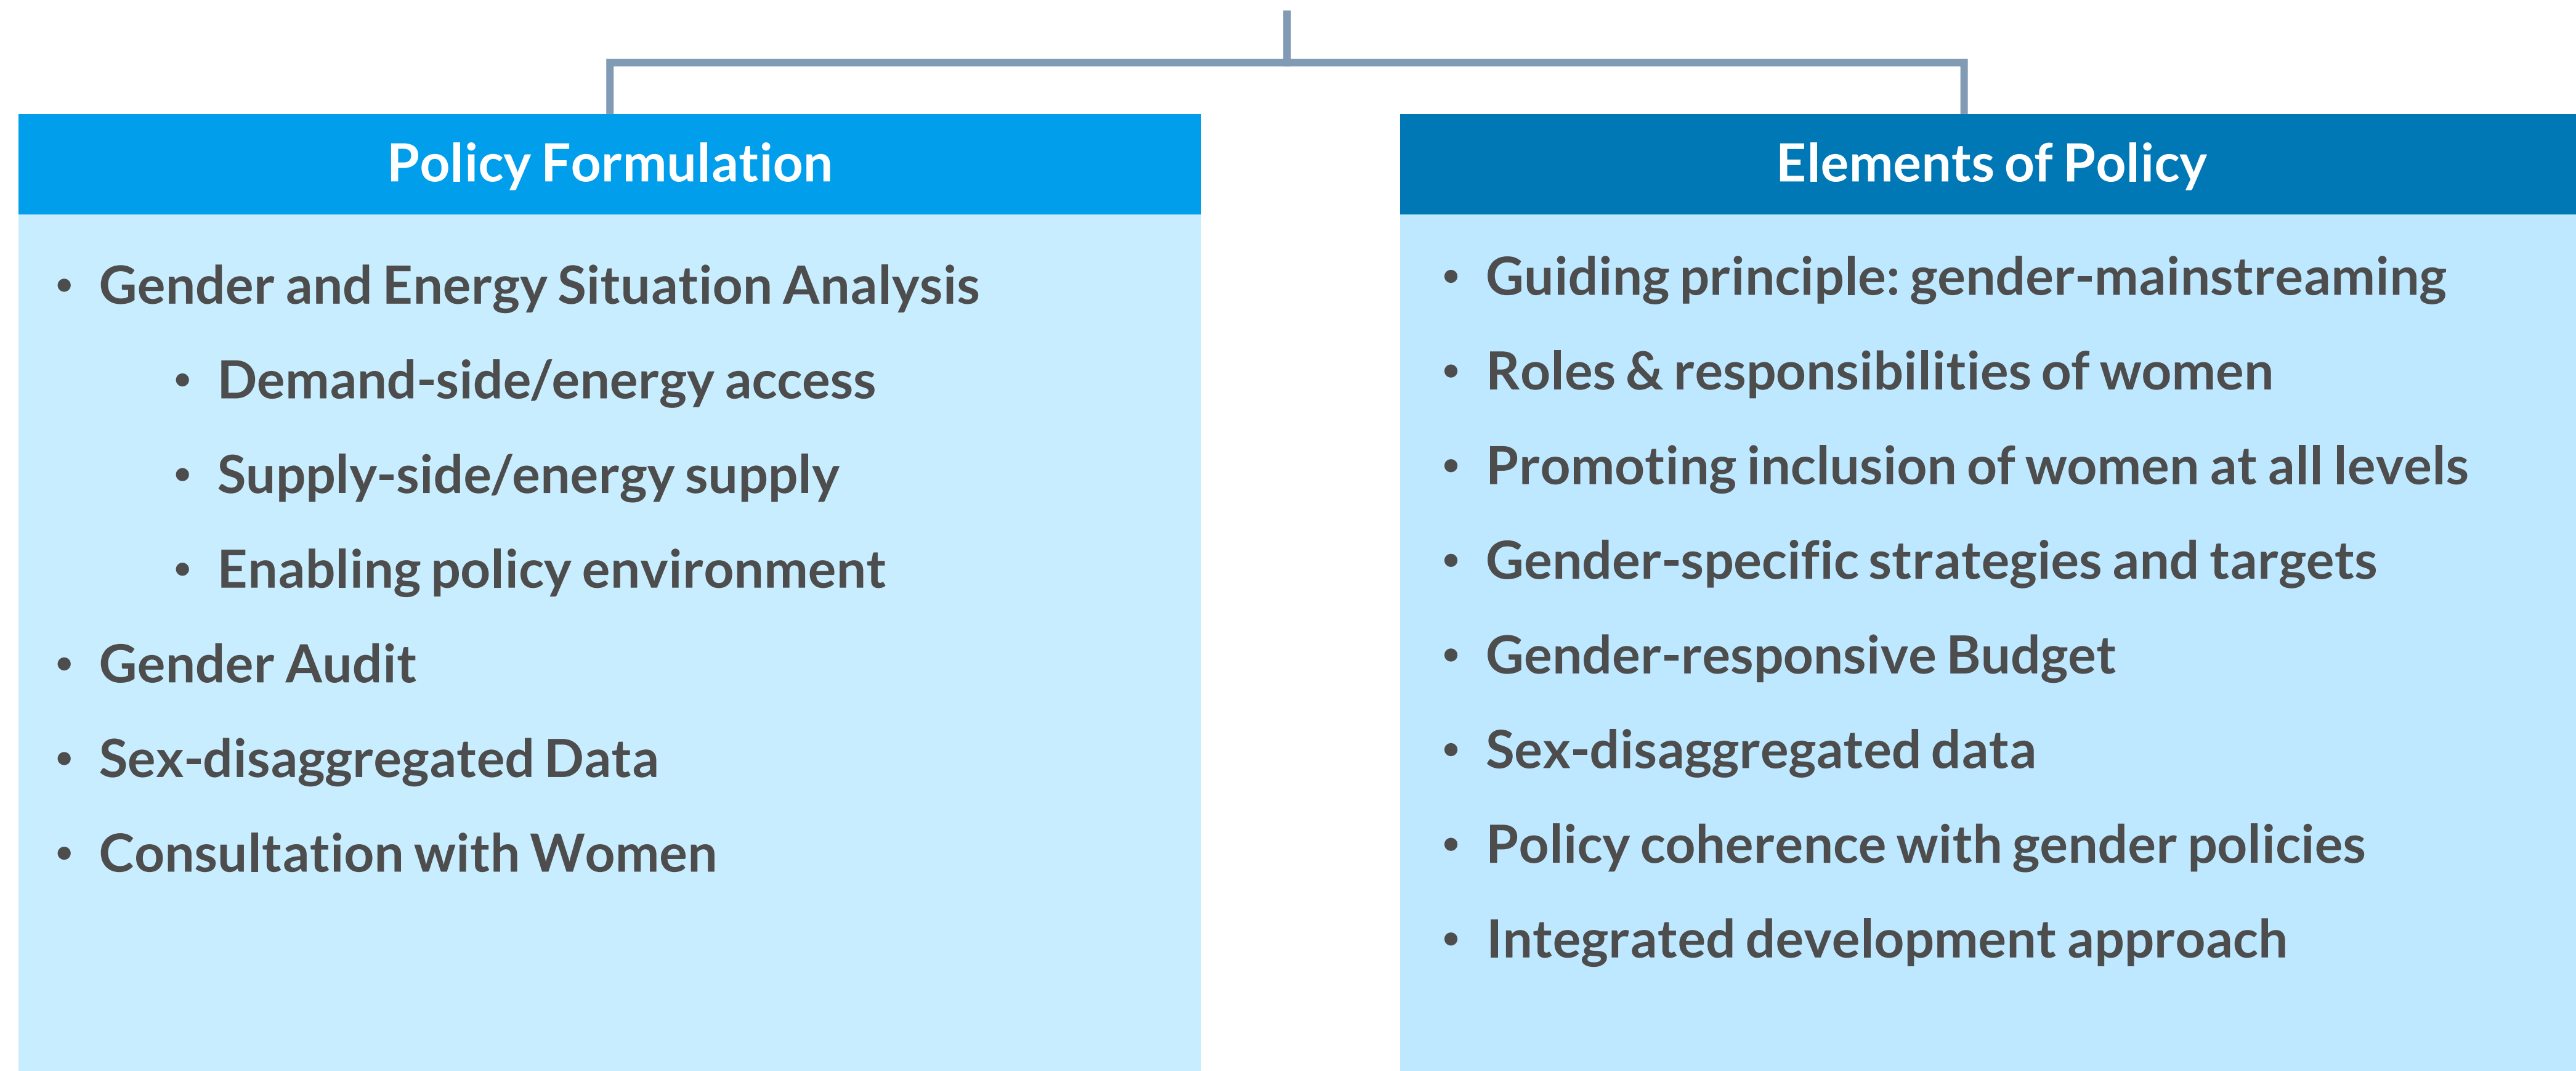 Policy Formulation
• Gender and Energy Situation Analysis
• Demand-side/energy access
• Supply-side/energy supply
• Enabling policy environment
• Gender Audit
• Sex-disaggregated Data
• Consultation with Women
Elements of Policy
• Guiding principle: gender-mainstreaming
• Roles & responsibilities of women
• Promoting inclusion of women at all levels
• Gender-specific strategies and targets
• Gender-responsive Budget
• Sex-disaggregated data
• Policy coherence with gender policies
• Integrated development approach